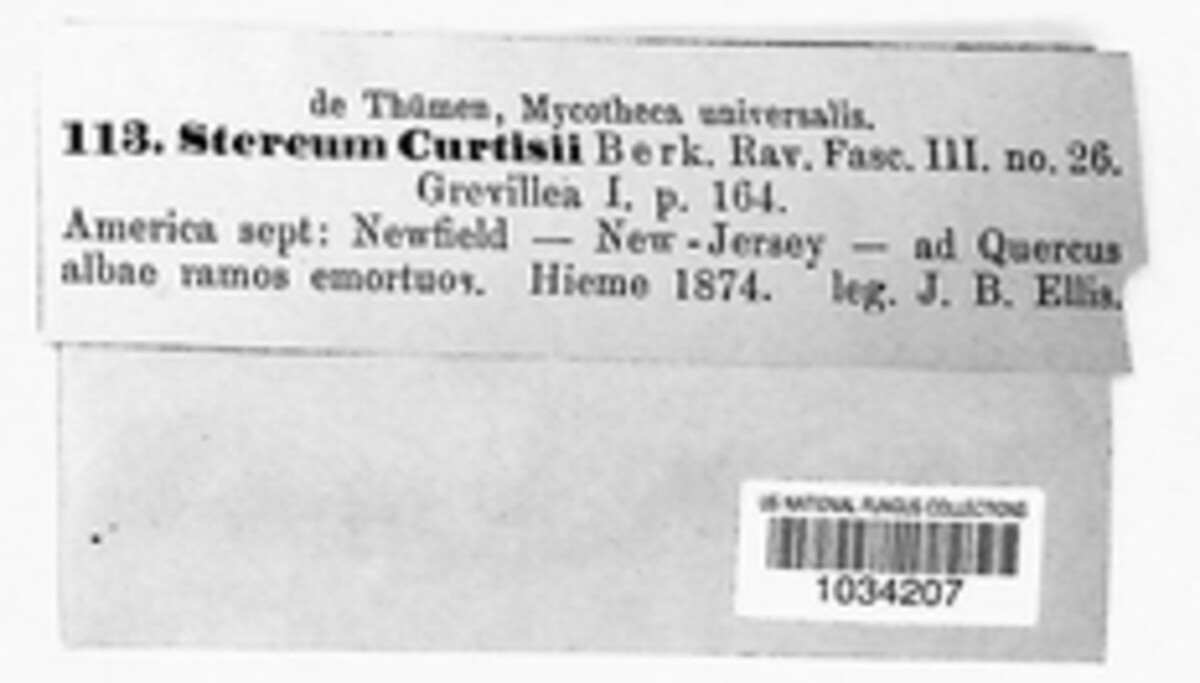 de Thümen, Mycotheca universalis.
113. Stereum Curtisii Berk. Rav. Fasc. III. no. 26.
Grevillea I. p. 164.
America sept: Newfield — New-Jersey — ad Quercus
albae ramos emortuos. Hieme 1874. leg. J. B. Ellis.
US NATIONAL FUNGUS COLLECTIONS
1034207